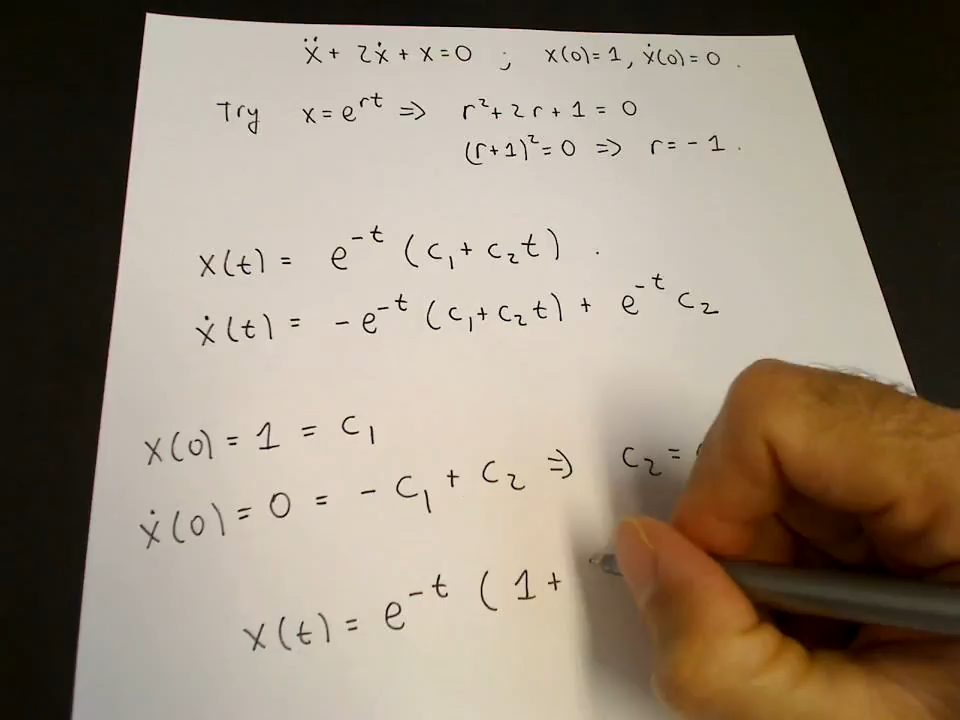 ẍ + 2ẋ + x = 0 ; x(0) = 1, ẋ(0) = 0.
Try x = e^{rt} ⇒ r² + 2r + 1 = 0
(r+1)² = 0 ⇒ r = -1.
x(t) = e^{-t} (c₁ + c₂t).
ẋ(t) = -e^{-t} (c₁ + c₂t) + e^{-t} c₂
x(0) = 1 = c₁
ẋ(0) = 0 = -c₁ + c₂ ⇒ c₂ =
x(t) = e^{-t} (1 +